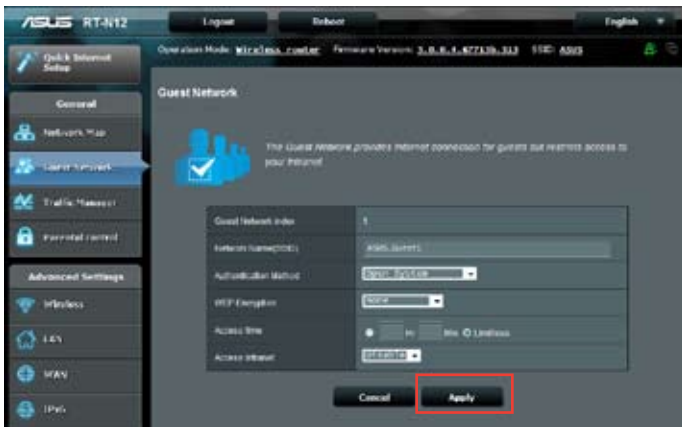 ASUS RT-N12
Logout
Reboot
English
Quick Internet
Setup
Operation Mode: Wireless router Firmware Version: SSID: ASUS
General
Network Map
Guest Network
Traffic Manager
Parental control
Advanced Settings
Wireless
LAN
WAN
IPv6
Guest Network
The Guest Network provides Internet connection for guests but restricts access to
your Intranet
Guest Network index
1
Network Name(SSID)
Authentication Method
Open System
WEP Encryption
None
Access time
Min Limitless
Access Intranet
Disable
Cancel
Apply